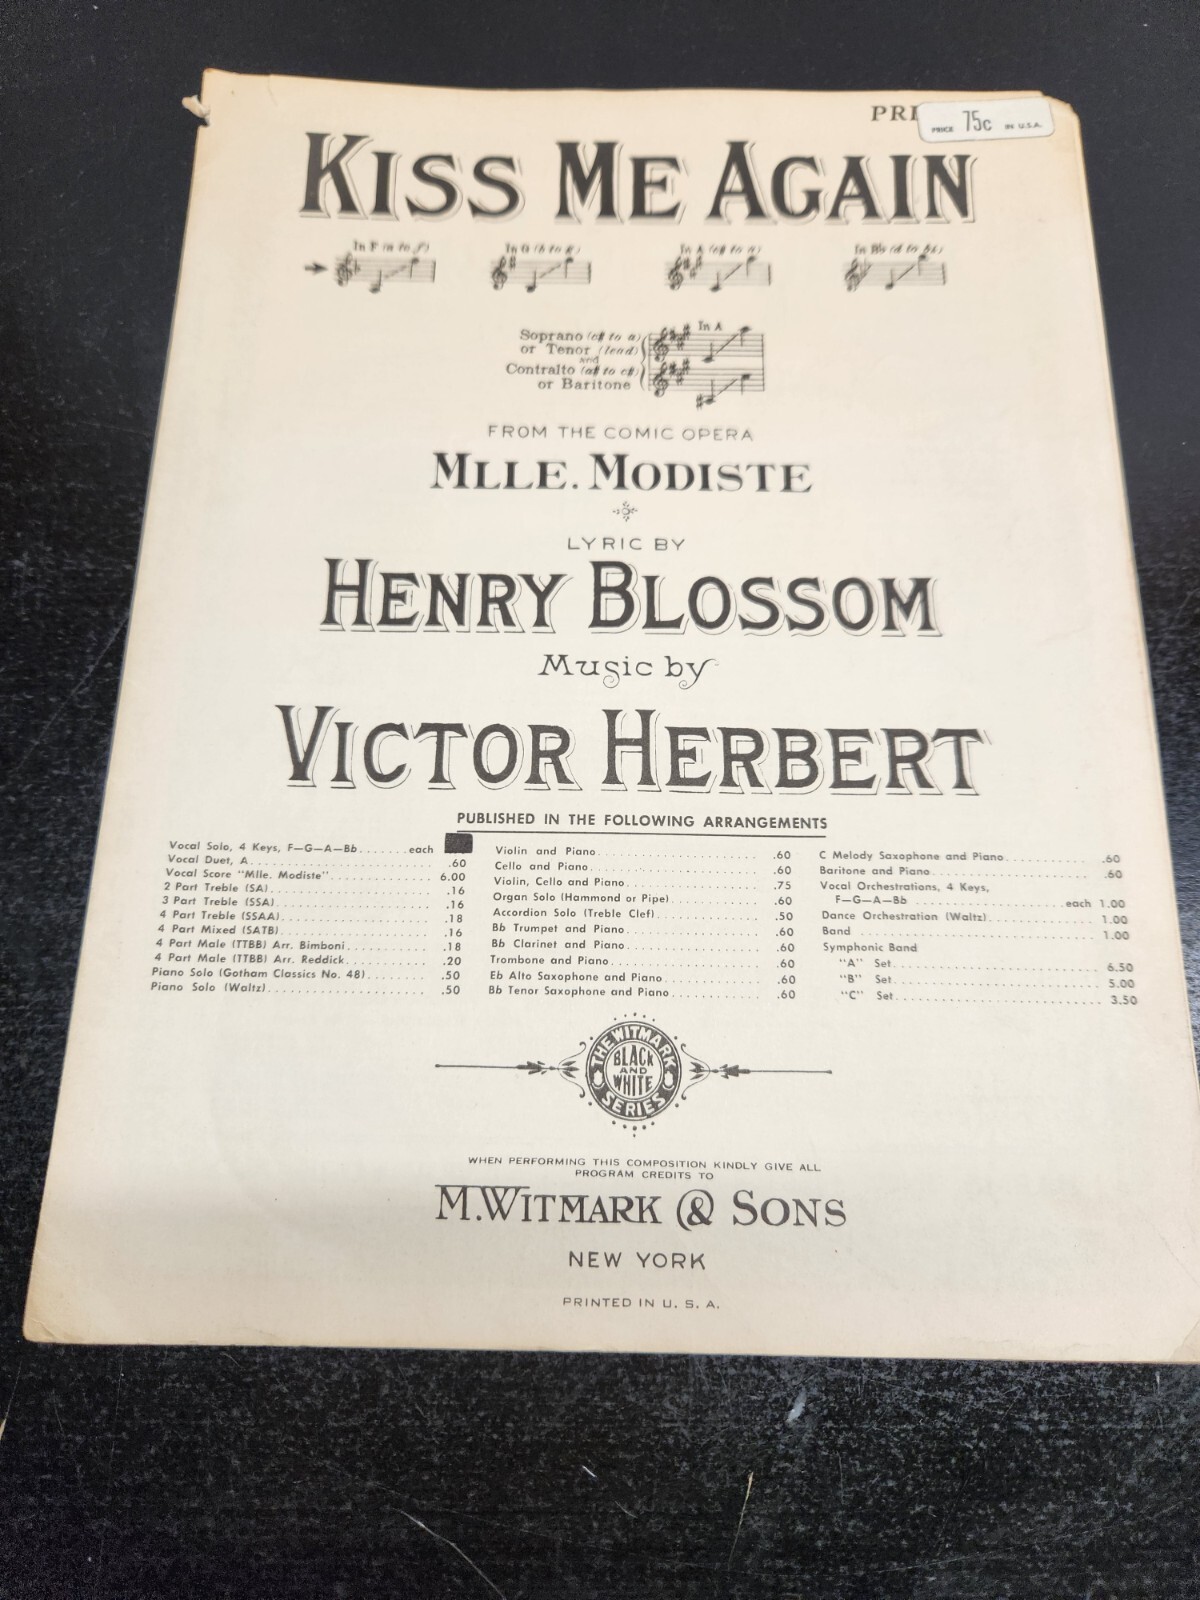 PRICE 75c IN U.S.A.
KISS ME AGAIN
In F (a to f) In G (b to g) In A (c# to a) In Bb (d to bb)
In A
Soprano (c# to a)
or Tenor (lead)
and
Contralto (a# to c#)
or Baritone
FROM THE COMIC OPERA
MLLE. MODISTE
LYRIC BY
HENRY BLOSSOM
Music by
VICTOR HERBERT
PUBLISHED IN THE FOLLOWING ARRANGEMENTS
Vocal Solo, 4 Keys, F—G—A—Bb.......each
Vocal Duet, A.......................... .60
Vocal Score "Mlle. Modiste"............... 6.00
2 Part Treble (SA)....................... .16
3 Part Treble (SSA)...................... .16
4 Part Treble (SSAA)..................... .18
4 Part Mixed (SATB)..................... .16
4 Part Male (TTBB) Arr. Bimboni............ .18
4 Part Male (TTBB) Arr. Reddick............ .20
Piano Solo (Gotham Classics No. 48)......... .50
Piano Solo (Waltz)....................... .50
Violin and Piano........................ .60
Cello and Piano......................... .60
Violin, Cello and Piano................... .75
Organ Solo (Hammond or Pipe)............. .60
Accordion Solo (Treble Clef)............... .50
Bb Trumpet and Piano.................... .60
Bb Clarinet and Piano.................... .60
Trombone and Piano..................... .60
Eb Alto Saxophone and Piano.............. .60
Bb Tenor Saxophone and Piano............. .60
C Melody Saxophone and Piano............. .60
Baritone and Piano....................... .60
Vocal Orchestrations, 4 Keys,
F—G—A—Bb......................each 1.00
Dance Orchestration (Waltz)............... 1.00
Band................................. 1.00
Symphonic Band
"A" Set............................ 6.50
"B" Set............................ 5.00
"C" Set............................ 3.50
THE WITMARK
BLACK
AND
WHITE
SERIES
WHEN PERFORMING THIS COMPOSITION KINDLY GIVE ALL
PROGRAM CREDITS TO
M. WITMARK & SONS
NEW YORK
PRINTED IN U. S. A.